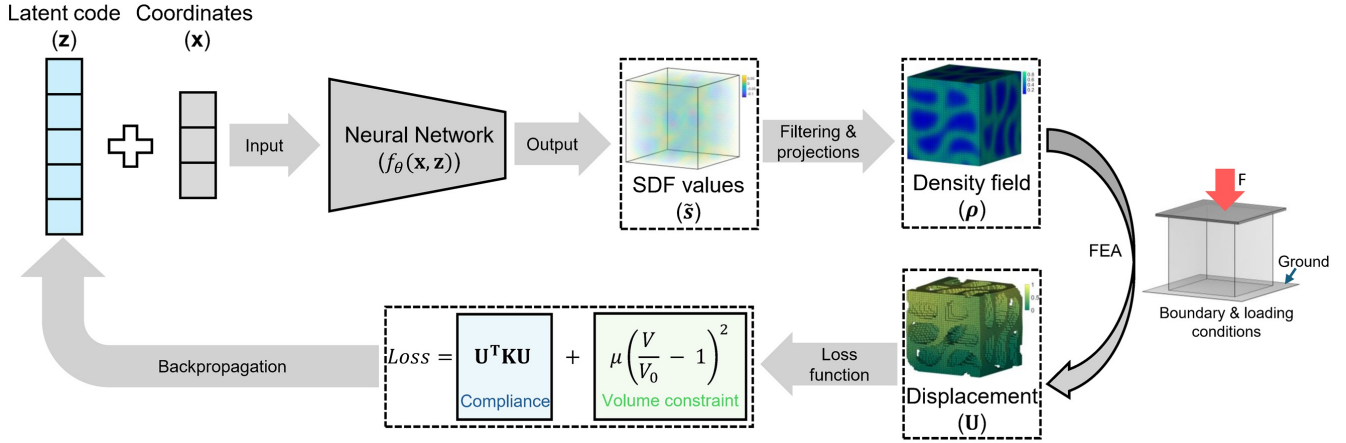 Latent code
(z)
Coordinates
(x)
Input
Neural Network
(f_θ(x, z))
Output
SDF values
(s̃)
Filtering &
projections
Density field
(ρ)
FEA
F
Ground
Boundary & loading
conditions
Displacement
(U)
Loss
function
Loss = UᵀKU + μ(V/V₀ − 1)²
Compliance
Volume constraint
Backpropagation